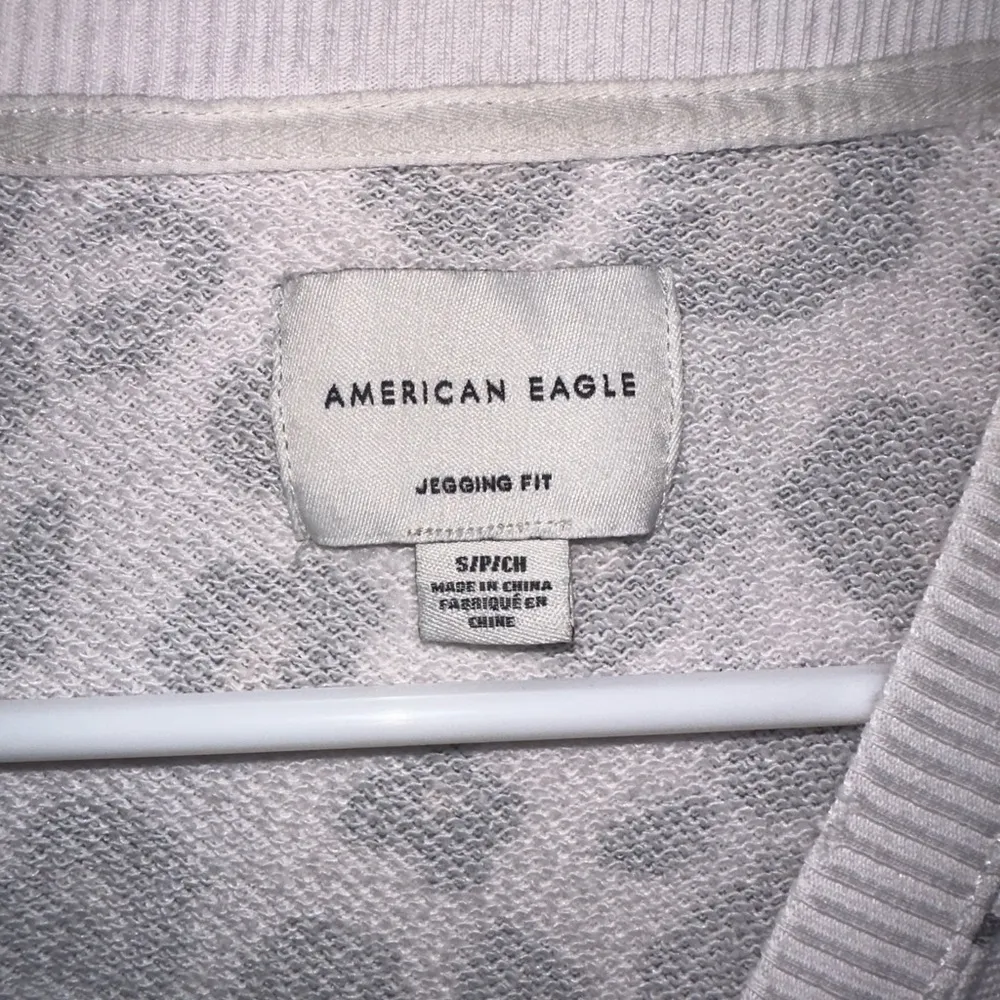 AMERICAN EAGLE
JEGGING FIT
S/P/CH
MADE IN CHINA
FABRIQUÉ EN
CHINE